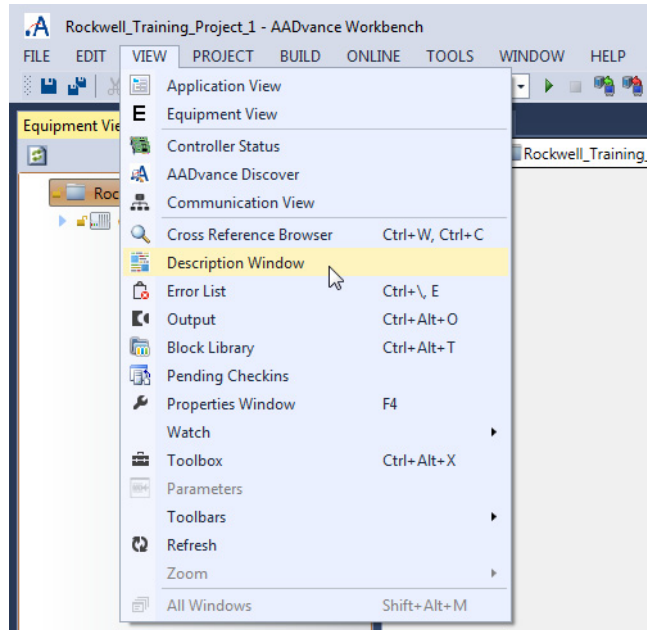 Rockwell_Training_Project_1 - AADvance Workbench
FILE EDIT VIEW PROJECT BUILD ONLINE TOOLS WINDOW HELP
Equipment Vie
Rockwell_Training_
Roc
Application View
E Equipment View
Controller Status
AADvance Discover
Communication View
Cross Reference Browser Ctrl+W, Ctrl+C
Description Window
Error List Ctrl+\, E
Output Ctrl+Alt+O
Block Library Ctrl+Alt+T
Pending Checkins
Properties Window F4
Watch
Toolbox Ctrl+Alt+X
Parameters
Toolbars
Refresh
Zoom
All Windows Shift+Alt+M